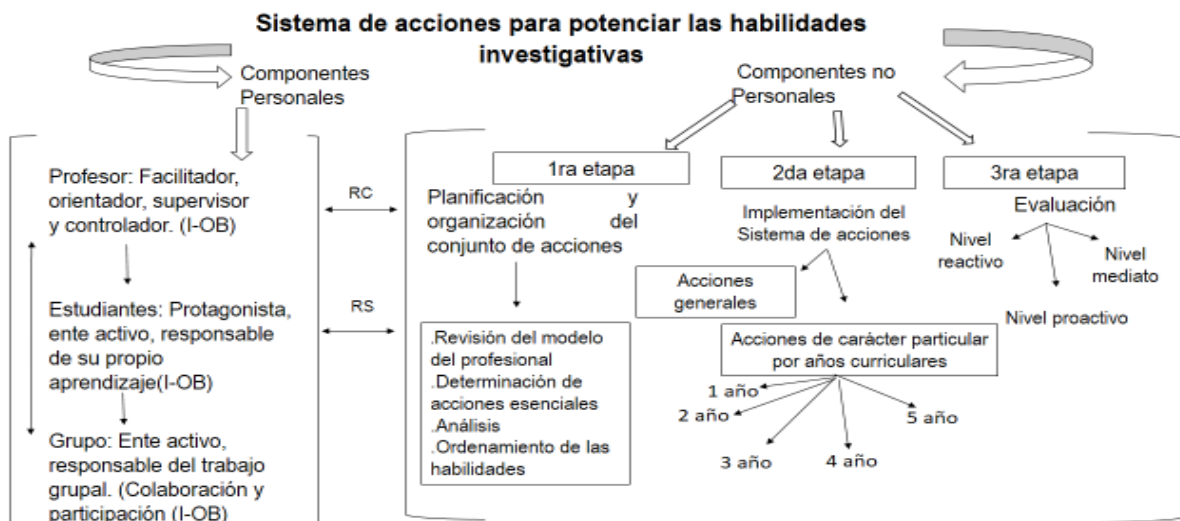 Sistema de acciones para potenciar las habilidades
investigativas
Componentes
Personales
Componentes no
Personales
Profesor: Facilitador,
orientador, supervisor
y controlador. (I-OB)
Estudiantes: Protagonista,
ente activo, responsable
de su propio
aprendizaje(I-OB)
Grupo: Ente activo,
responsable del trabajo
grupal. (Colaboración y
participación (I-OB)
RC
RS
1ra etapa
Planificación y
organización del
conjunto de acciones
.Revisión del modelo
del profesional
.Determinación de
acciones esenciales
.Análisis
.Ordenamiento de las
habilidades
2da etapa
Implementación del
Sistema de acciones
Acciones
generales
Acciones de carácter particular
por años curriculares
1 año
2 año
3 año
4 año
5 año
3ra etapa
Evaluación
Nivel
reactivo
Nivel
mediato
Nivel proactivo